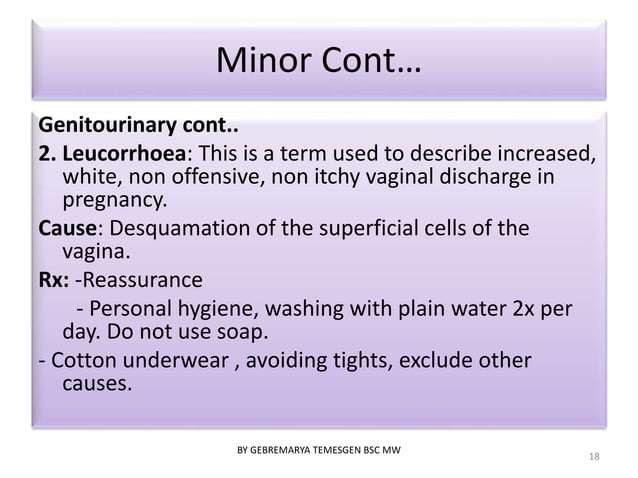 Minor Cont…
Genitourinary cont..
2. Leucorrhoea: This is a term used to describe increased,
white, non offensive, non itchy vaginal discharge in
pregnancy.
Cause: Desquamation of the superficial cells of the
vagina.
Rx: -Reassurance
- Personal hygiene, washing with plain water 2x per
day. Do not use soap.
- Cotton underwear , avoiding tights, exclude other
causes.
BY GEBREMARYA TEMESGEN BSC MW
18